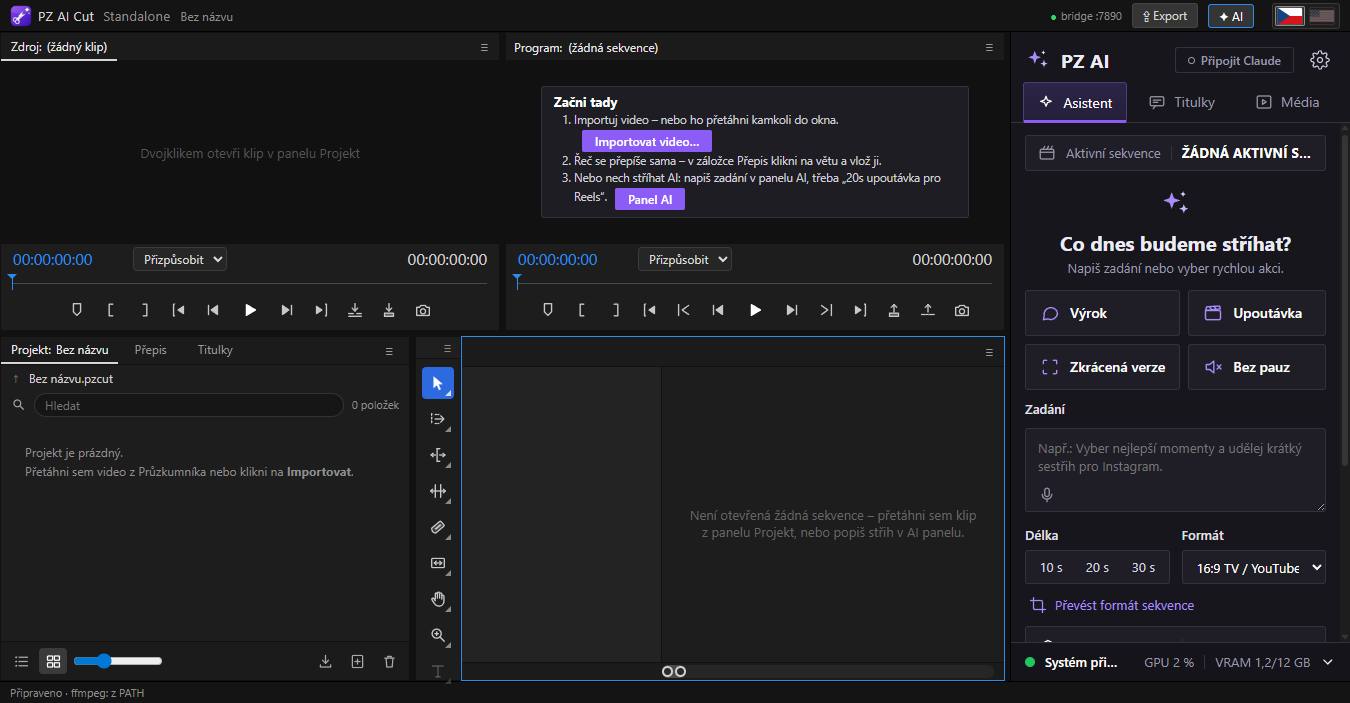 PZ AI Cut Standalone Bez názvu
bridge :7890 Export AI
Zdroj: (žádný klip)
Dvojklikem otevři klip v panelu Projekt
00:00:00:00 Přizpůsobit 00:00:00:00
Program: (žádná sekvence)
Začni tady
1. Importuj video – nebo ho přetáhni kamkoli do okna.
Importovat video...
2. Řeč se přepíše sama – v záložce Přepis klikni na větu a vlož ji.
3. Nebo nech stříhat AI: napiš zadání v panelu AI, třeba „20s upoutávka pro
Reels“. Panel AI
00:00:00:00 Přizpůsobit 00:00:00:00
Projekt: Bez názvu Přepis Titulky
↑ Bez názvu.pzcut
Hledat 0 položek
Projekt je prázdný.
Přetáhni sem video z Průzkumníka nebo klikni na Importovat.
Není otevřená žádná sekvence – přetáhni sem klip
z panelu Projekt, nebo popiš střih v AI panelu.
PZ AI Připojit Claude
Asistent Titulky Média
Aktivní sekvence ŽÁDNÁ AKTIVNÍ S...
Co dnes budeme stříhat?
Napiš zadání nebo vyber rychlou akci.
Výrok Upoutávka
Zkrácená verze Bez pauz
Zadání
Např.: Vyber nejlepší momenty a udělej krátký
sestřih pro Instagram.
Délka Formát
10 s 20 s 30 s 16:9 TV / YouTube
Převést formát sekvence
Systém při... GPU 2 % VRAM 1,2/12 GB
Připraveno · ffmpeg: z PATH